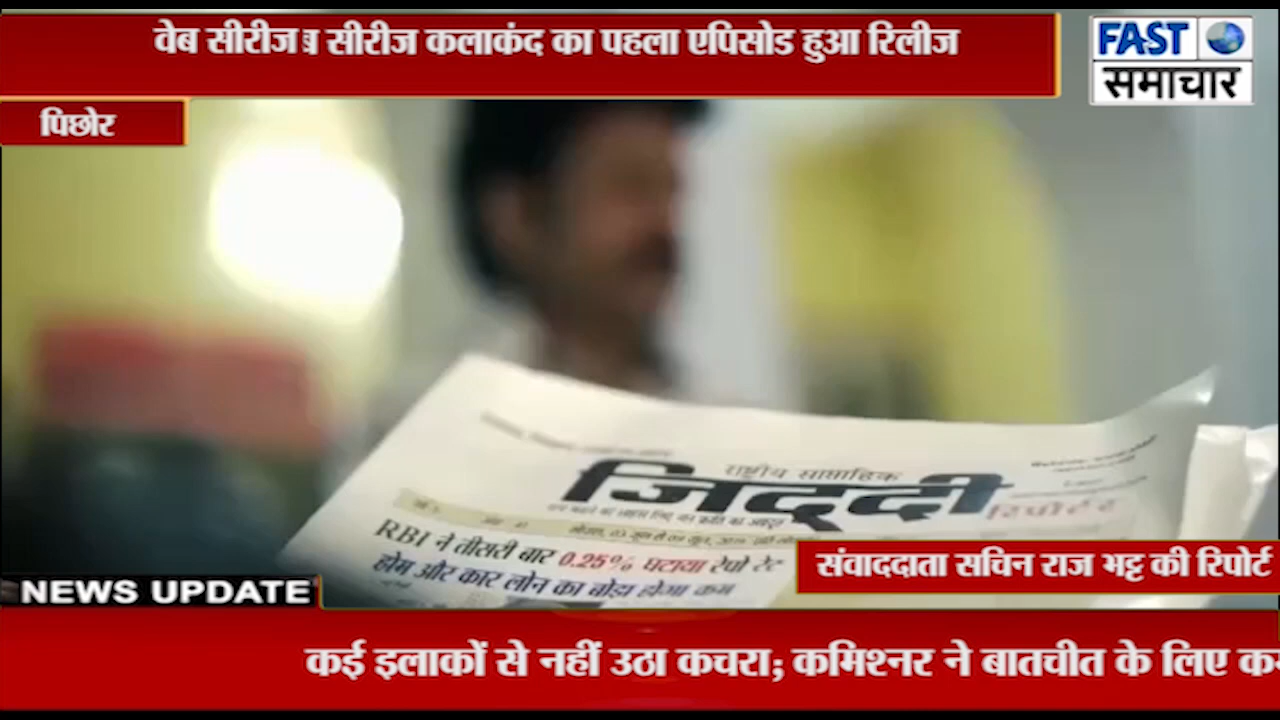 वेब सीरीज सीरीज कलाकंद का पहला एपिसोड हुआ रिलीज
FAST
समाचार
पिछोर
राष्ट्रीय साप्ताहिक
जिद्दी
रिपोर्टर
RBI ने तीसरी बार 0.25% घटाया रेपो रेट
होम और कार लोन का बोझ होगा कम
संवाददाता सचिन राज भट्ट की रिपोर्ट
NEWS UPDATE
कई इलाकों से नहीं उठा कचरा; कमिश्नर ने बातचीत के लिए